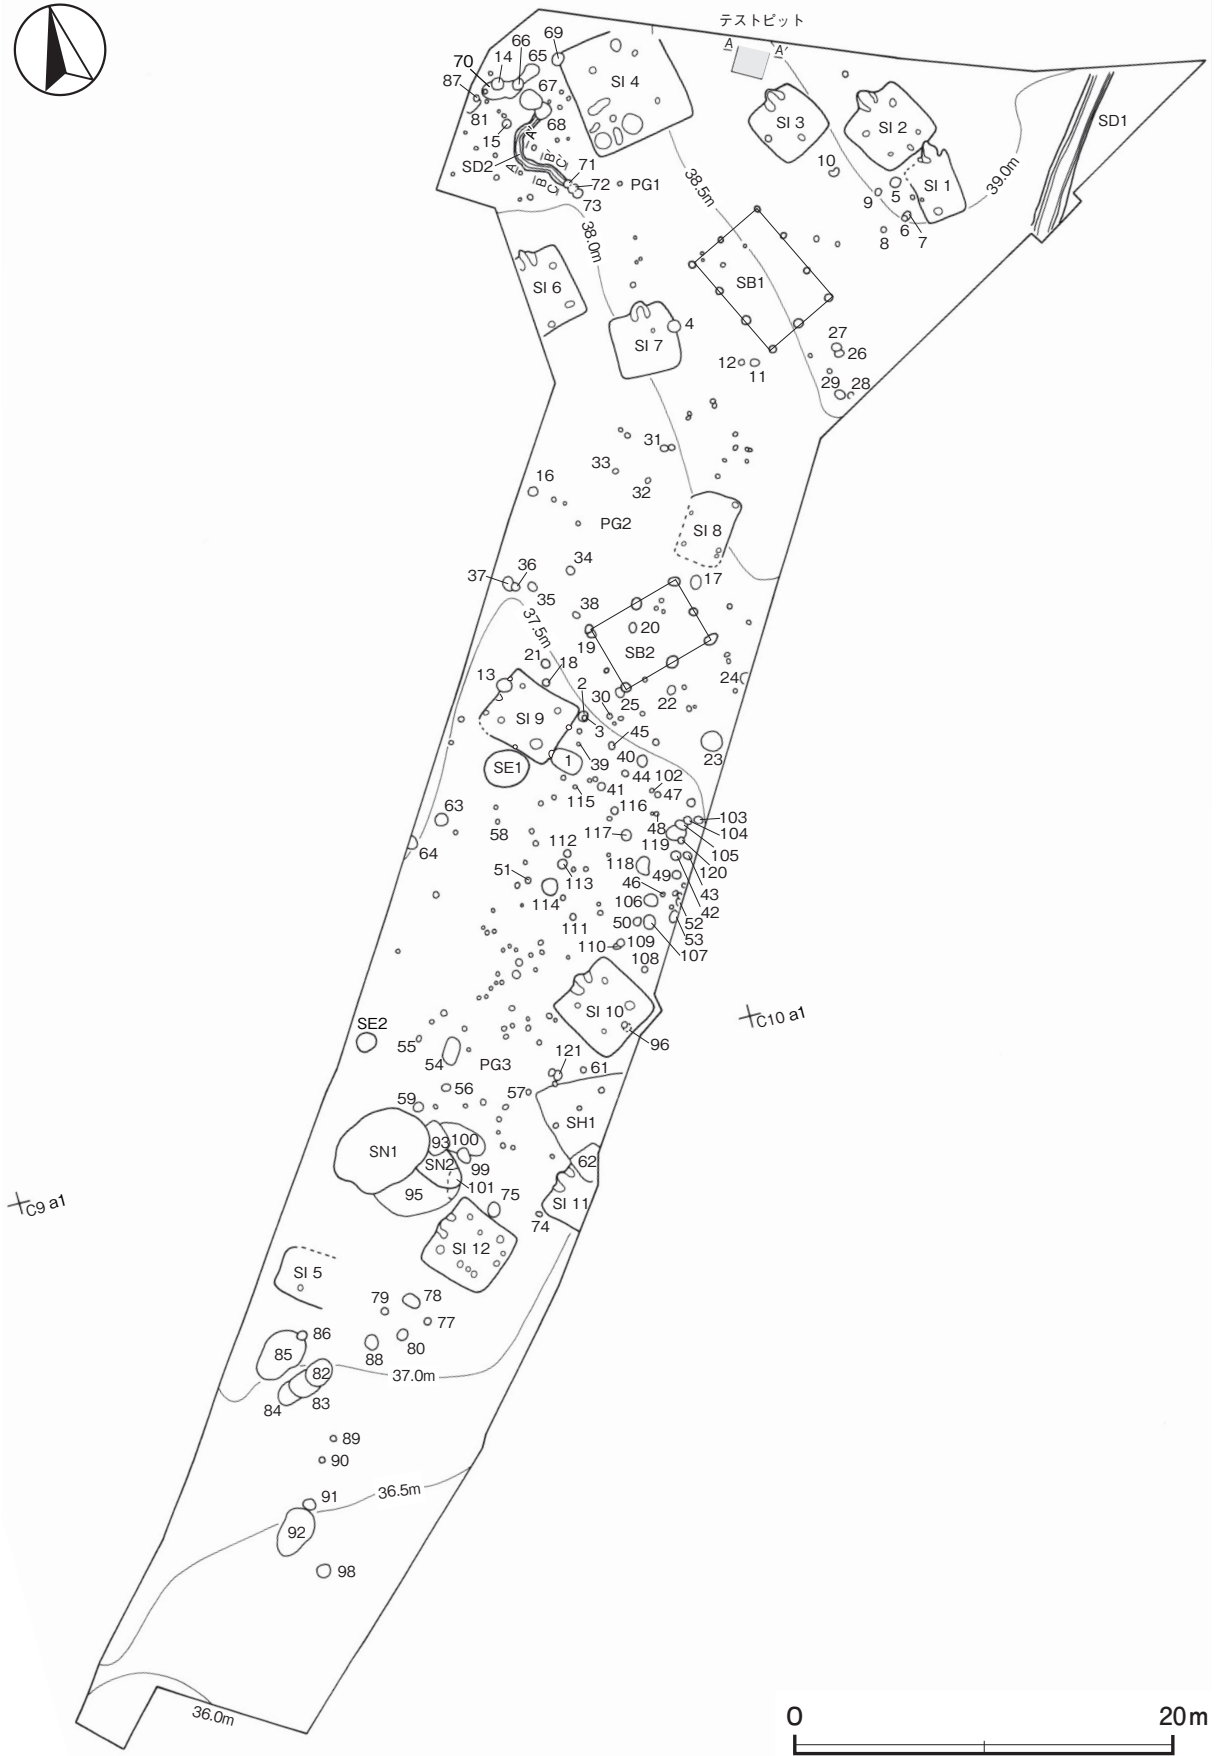 テストピット
69
66
14
65
70
A
A′
SI 4
87
67
SI 3
SI 2
SD1
81
68
15
A′
B′
C′
71
10
SD2
A
B
C
72
PG1
SI 1
39.0m
38.5m
5
9
73
6
7
8
38.0m
SI 6
SB1
4
SI 7
27
26
12
11
29
28
31
33
16
32
PG2
SI 8
34
36
37
17
35
38
37.5m
20
19
SB2
21
18
24
13
2
30
25
22
SI 9
3
45
39
40
23
SE1
1
44
102
41
47
115
116
63
103
58
48
104
117
119
105
64
112
118
120
51
113
49
43
46
42
114
106
52
111
50
53
109
110
107
108
SI 10
C10 a1
SE2
96
55
54
121
PG3
61
56
57
59
SH1
93
100
SN1
SN2
62
99
101
95
75
C9 a1
SI 11
74
SI 12
SI 5
79
78
77
86
80
85
88
37.0m
82
83
84
89
90
36.5m
91
92
98
36.0m
0
20m